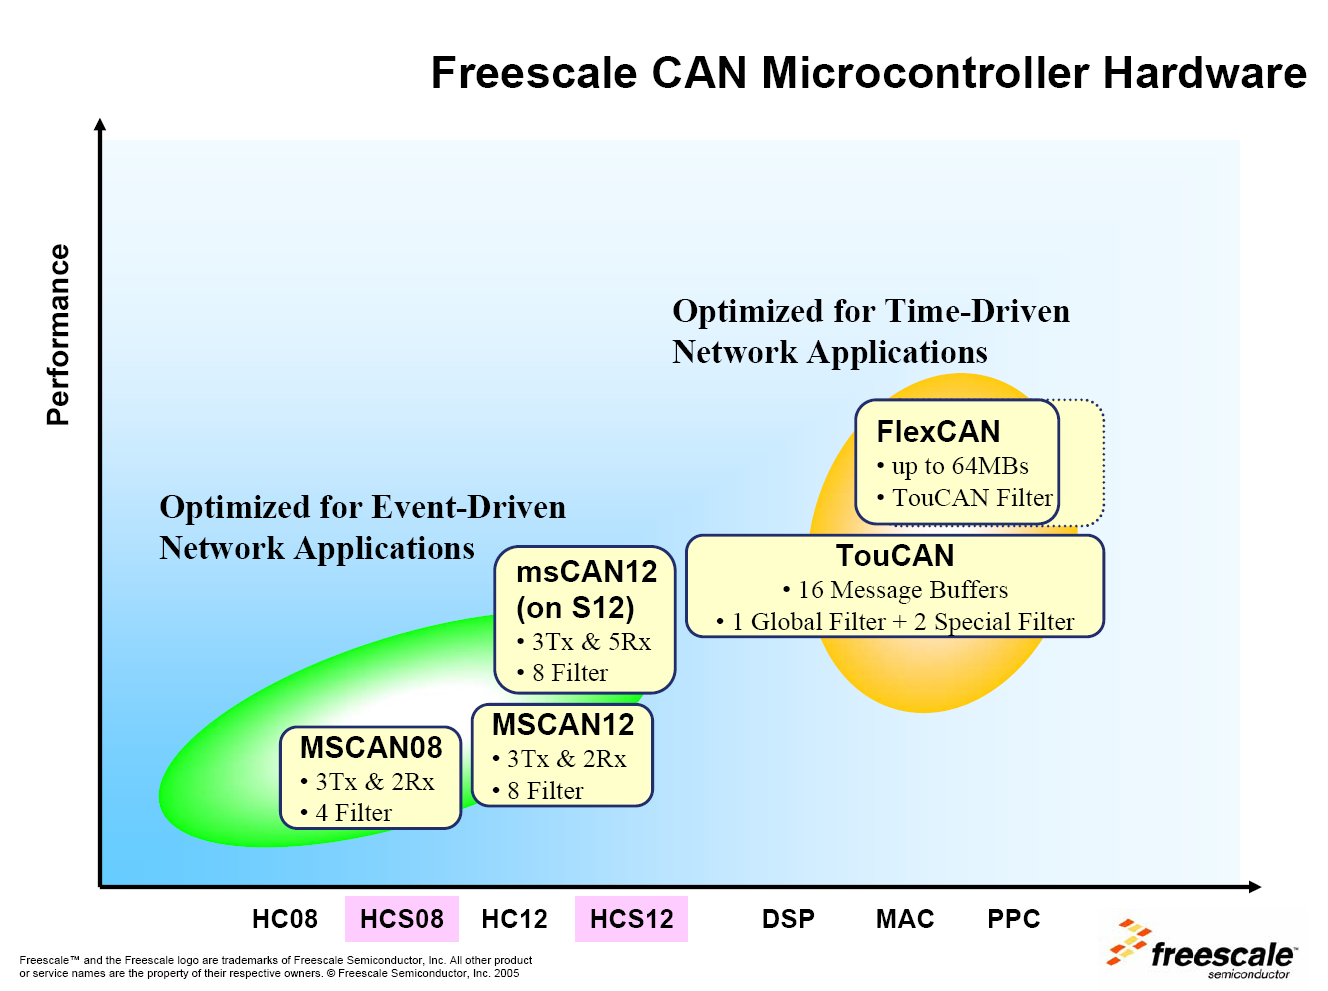 Freescale CAN Microcontroller Hardware
Performance
Optimized for Time-Driven
Network Applications
FlexCAN
• up to 64MBs
• TouCAN Filter
Optimized for Event-Driven
Network Applications
msCAN12
(on S12)
• 3Tx & 5Rx
• 8 Filter
TouCAN
• 16 Message Buffers
• 1 Global Filter + 2 Special Filter
MSCAN12
• 3Tx & 2Rx
• 8 Filter
MSCAN08
• 3Tx & 2Rx
• 4 Filter
HC08 HCS08 HC12 HCS12 DSP MAC PPC
Freescale™ and the Freescale logo are trademarks of Freescale Semiconductor, Inc. All other product
or service names are the property of their respective owners. © Freescale Semiconductor, Inc. 2005
freescale™
semiconductor